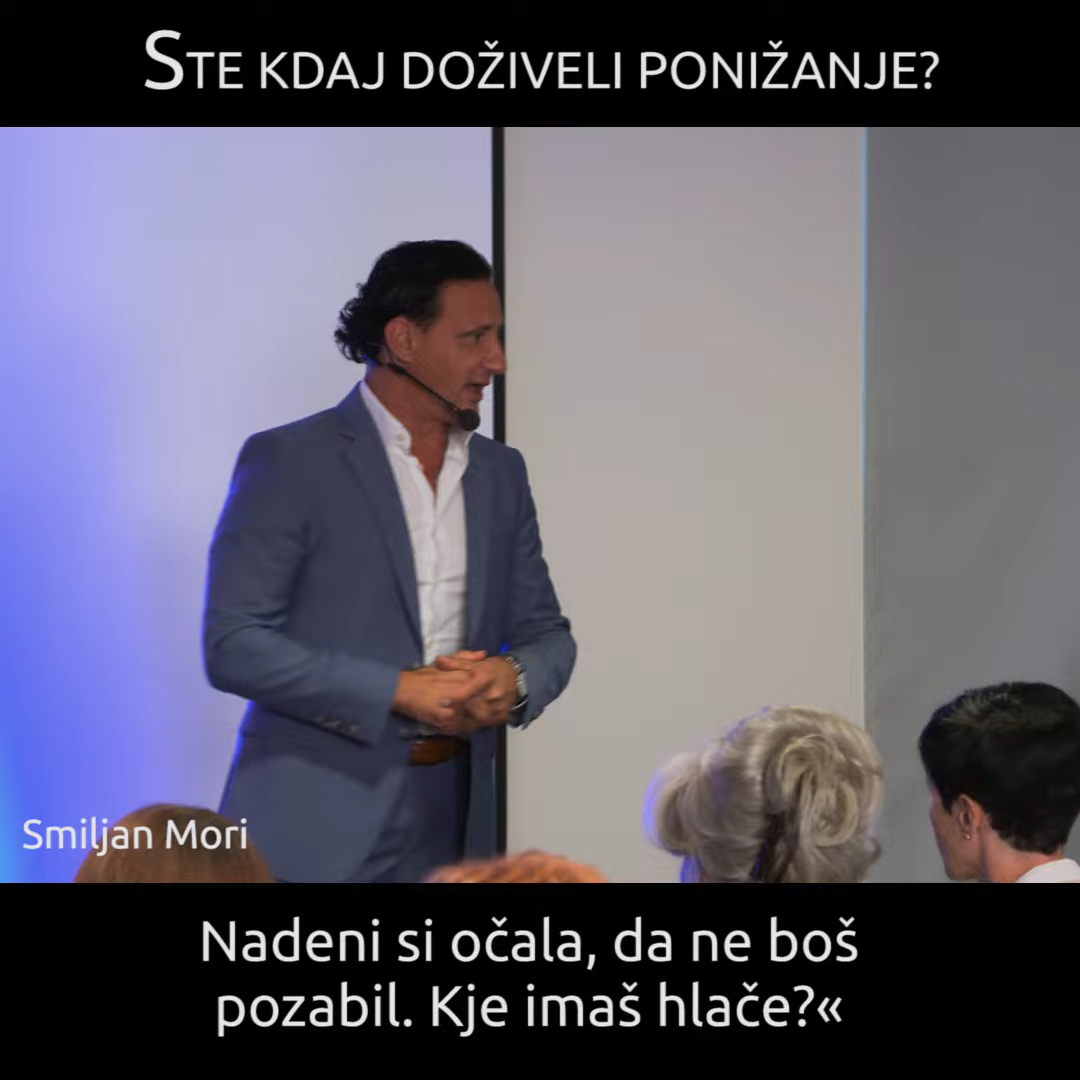 STE KDAJ DOŽIVELI PONIŽANJE?
Smiljan Mori
Nadeni si očala, da ne boš
pozabil. Kje imaš hlače?«